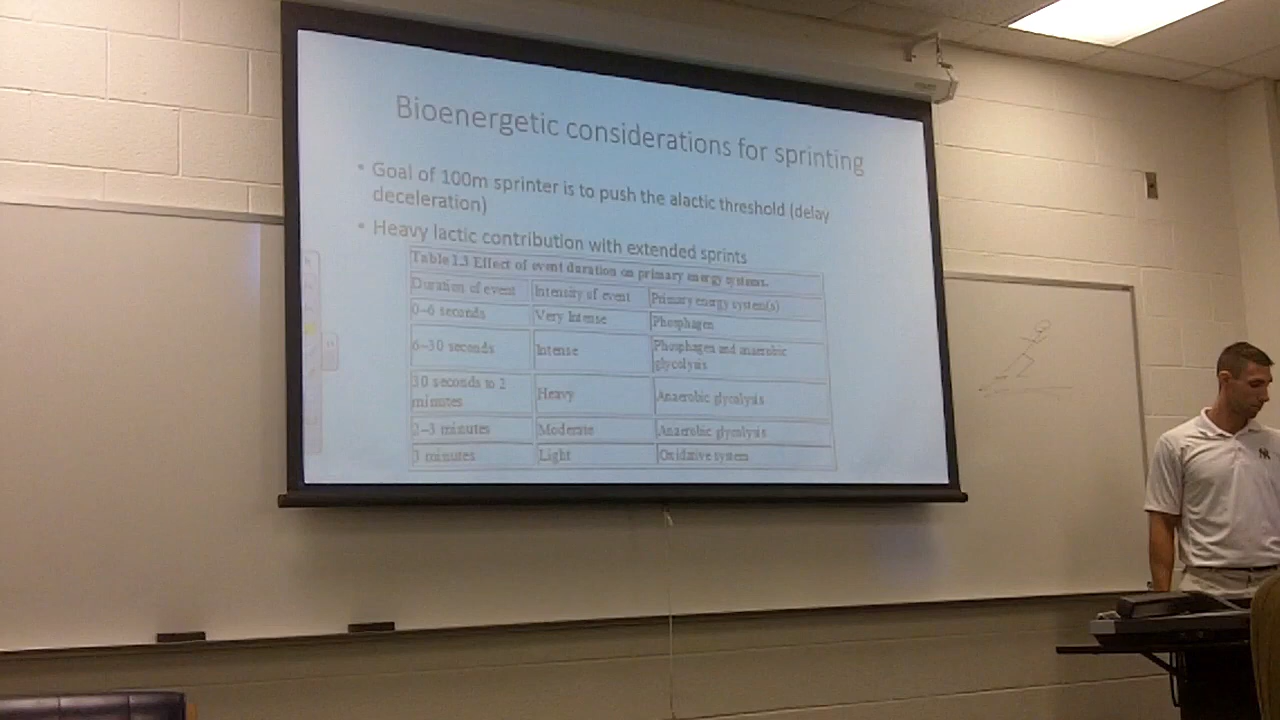 Bioenergetic considerations for sprinting
• Goal of 100m sprinter is to push the alactic threshold (delay
deceleration)
• Heavy lactic contribution with extended sprints
Table 1.3 Effect of event duration on primary energy systems.
Duration of event Intensity of event Primary energy system(s)
0–6 seconds Very Intense Phosphagen
6–30 seconds Intense Phosphagen and anaerobic
glycolysis
30 seconds to 2
minutes Heavy Anaerobic glycolysis
2–3 minutes Moderate Anaerobic glycolysis
3 minutes Light Oxidative system
NY